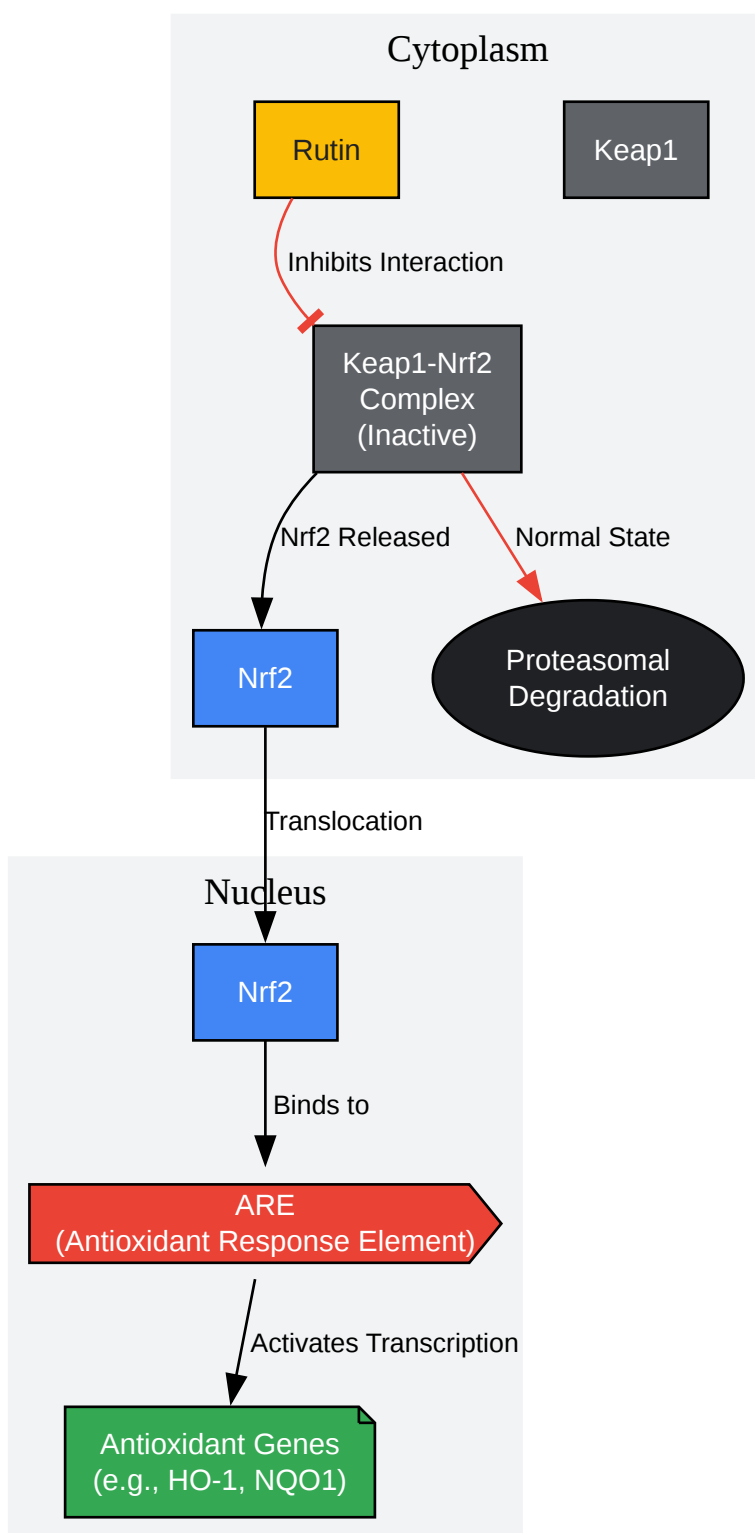 Cytoplasm
Rutin
Keap1
Inhibits Interaction
Keap1-Nrf2
Complex
(Inactive)
Nrf2 Released
Normal State
Nrf2
Proteasomal
Degradation
Translocation
Nucleus
Nrf2
Binds to
ARE
(Antioxidant Response Element)
Activates Transcription
Antioxidant Genes
(e.g., HO-1, NQO1)